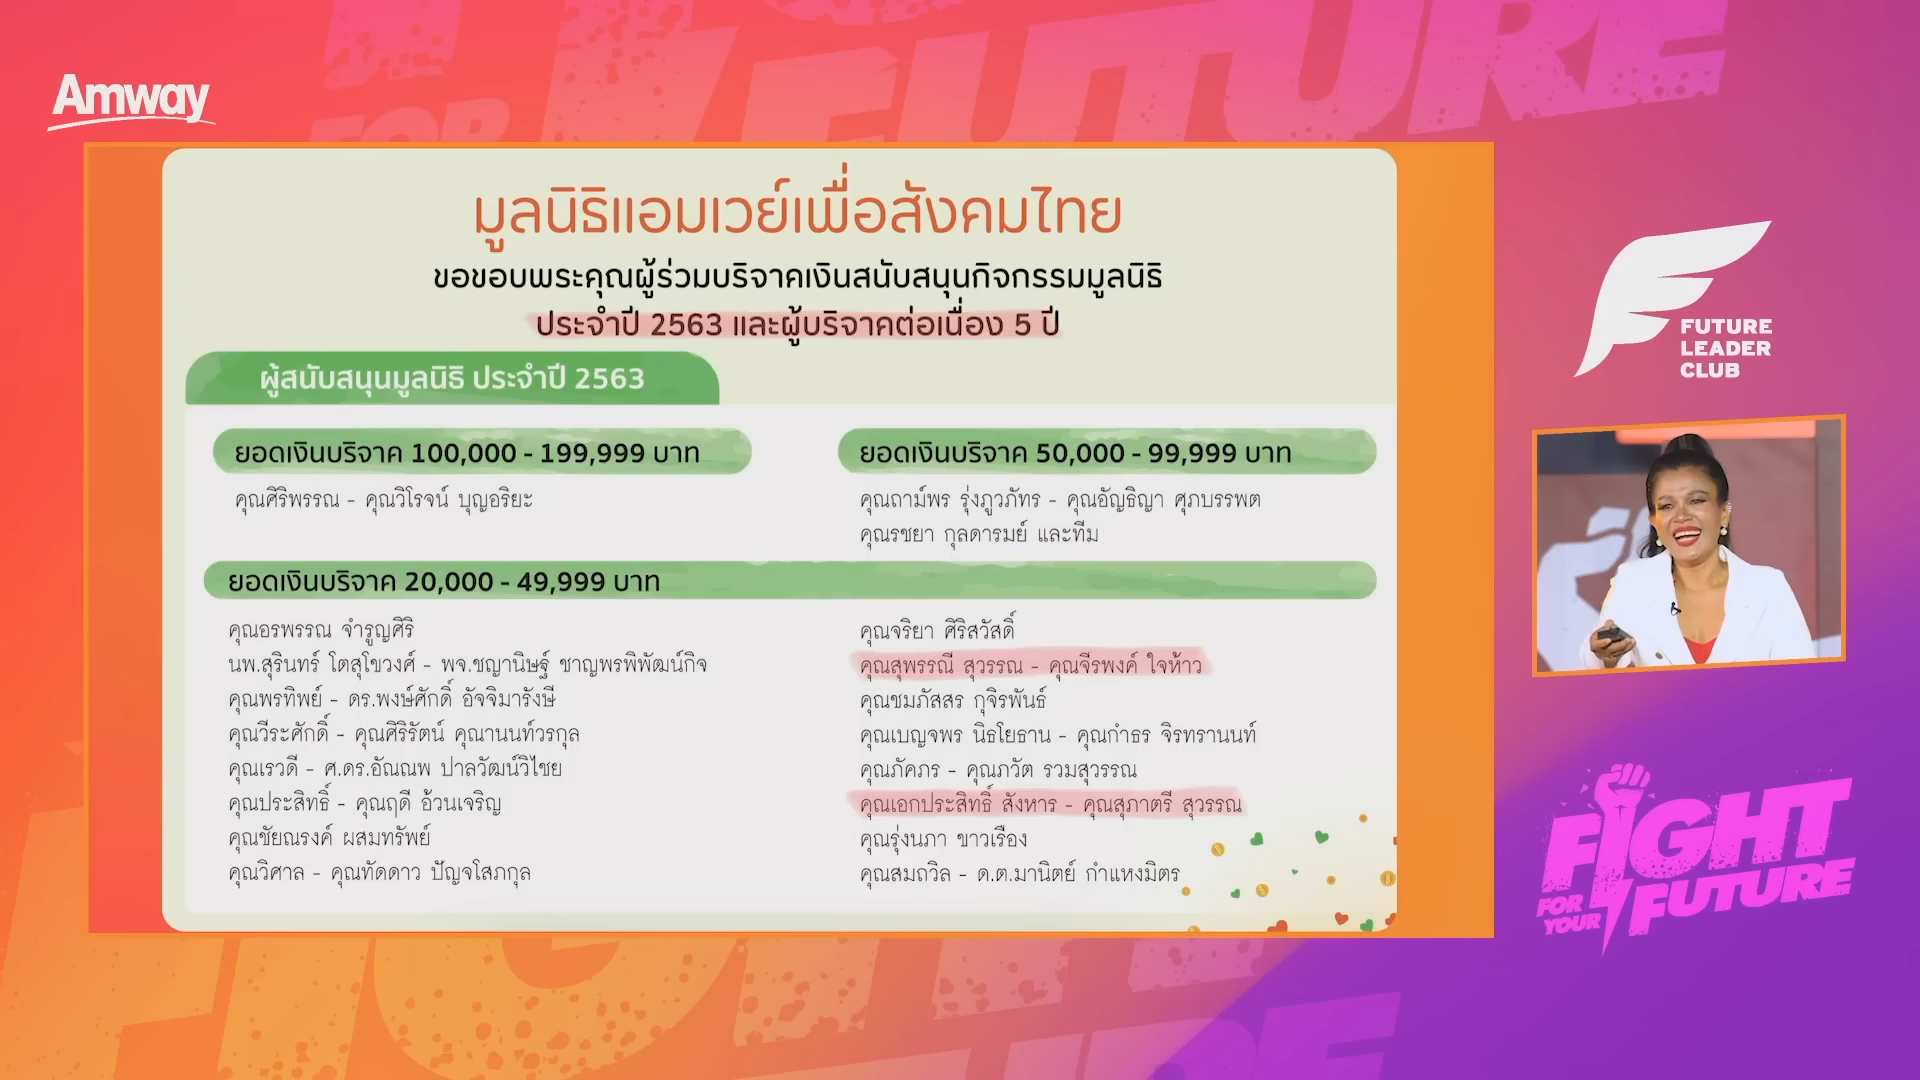 Amway
มูลนิธิแอมเวย์เพื่อสังคมไทย
ขอขอบพระคุณผู้ร่วมบริจาคเงินสนับสนุนกิจกรรมมูลนิธิ
ประจำปี 2563 และผู้บริจาคต่อเนื่อง 5 ปี
ผู้สนับสนุนมูลนิธิ ประจำปี 2563
ยอดเงินบริจาค 100,000 - 199,999 บาท
คุณศิริพรรณ - คุณวิโรจน์ บุญอริยะ
ยอดเงินบริจาค 50,000 - 99,999 บาท
คุณถาม์พร รุ่งภูวภัทร - คุณอัญธิญา ศุภบรรพต
คุณรชยา กุลดารมย์ และทีม
ยอดเงินบริจาค 20,000 - 49,999 บาท
คุณอรพรรณ จำรูญศิริ
นพ.สุรินทร์ โตสุโขวงศ์ - พจ.ชญานิษฐ์ ชาญพรพิพัฒน์กิจ
คุณพรทิพย์ - ดร.พงษ์ศักดิ์ อัจจิมารังษี
คุณวีระศักดิ์ - คุณศิริรัตน์ คุณานนท์วรกุล
คุณเรวดี - ศ.ดร.อัณณพ ปาลวัฒน์วิไชย
คุณประสิทธิ์ - คุณฤดี อ้วนเจริญ
คุณชัยณรงค์ ผสมทรัพย์
คุณวิศาล - คุณทัดดาว ปัญจโสภกุล
คุณจริยา ศิริสวัสดิ์
คุณสุพรรณี สุวรรณ - คุณจีรพงค์ ใจห้าว
คุณชมภัสสร กุจิรพันธ์
คุณเบญจพร นิธโยธาน - คุณกำธร จิรทรานนท์
คุณภัคภร - คุณภวัต รวมสุวรรณ
คุณเอกประสิทธิ์ สังหาร - คุณสุภาตรี สุวรรณ
คุณรุ่งนภา ขาวเรือง
คุณสมถวิล - ด.ต.มานิตย์ กำแหงมิตร
FUTURE
LEADER
CLUB
FIGHT
FOR YOUR FUTURE